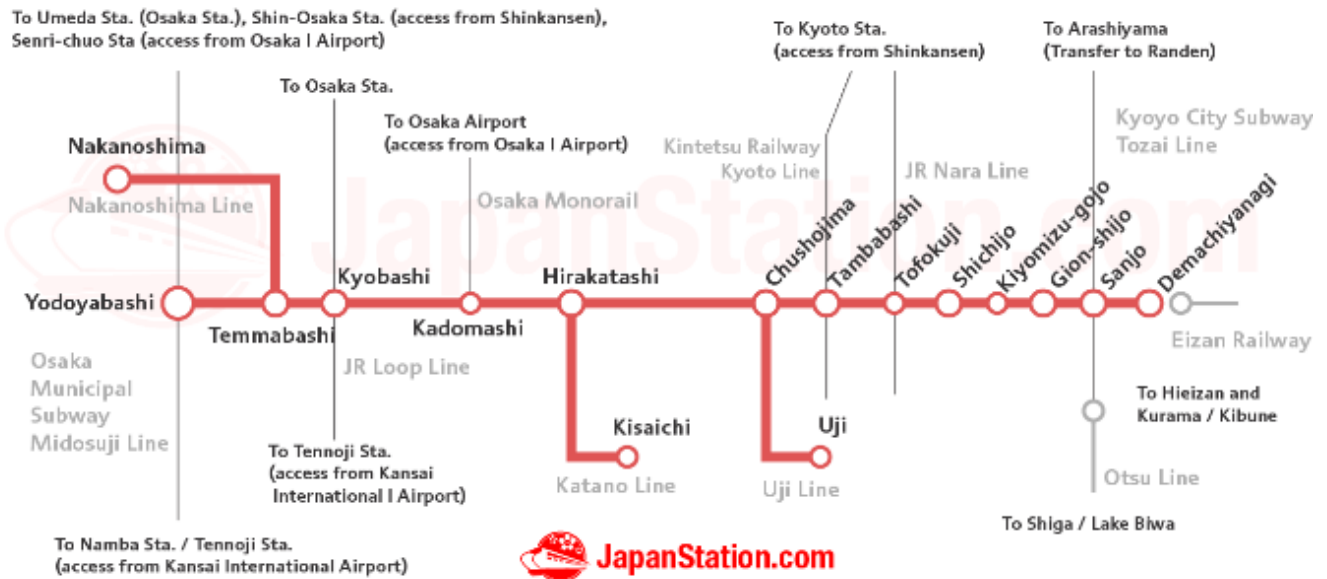 To Umeda Sta. (Osaka Sta.), Shin-Osaka Sta. (access from Shinkansen),
Senri-chuo Sta (access from Osaka I Airport)
To Osaka Sta.
To Osaka Airport
(access from Osaka I Airport)
To Kyoto Sta.
(access from Shinkansen)
To Arashiyama
(Transfer to Randen)
Nakanoshima
Nakanoshima Line
Osaka Monorail
Kintetsu Railway
Kyoto Line
JR Nara Line
Kyoyo City Subway
Tozai Line
JapanStation.com
Yodoyabashi
Temmabashi
Kyobashi
Kadomashi
Hirakatashi
Chushojima
Tambabashi
Tofokuji
Shichijo
Kiyomizu-gojo
Gion-shijo
Sanjo
Demachiyanagi
Eizan Railway
Osaka
Municipal
Subway
Midosuji Line
JR Loop Line
To Hieizan and
Kurama / Kibune
Kisaichi
Katano Line
Uji
Uji Line
Otsu Line
To Tennoji Sta.
(access from Kansai
International I Airport)
To Shiga / Lake Biwa
To Namba Sta. / Tennoji Sta.
(access from Kansai International Airport)
JapanStation.com